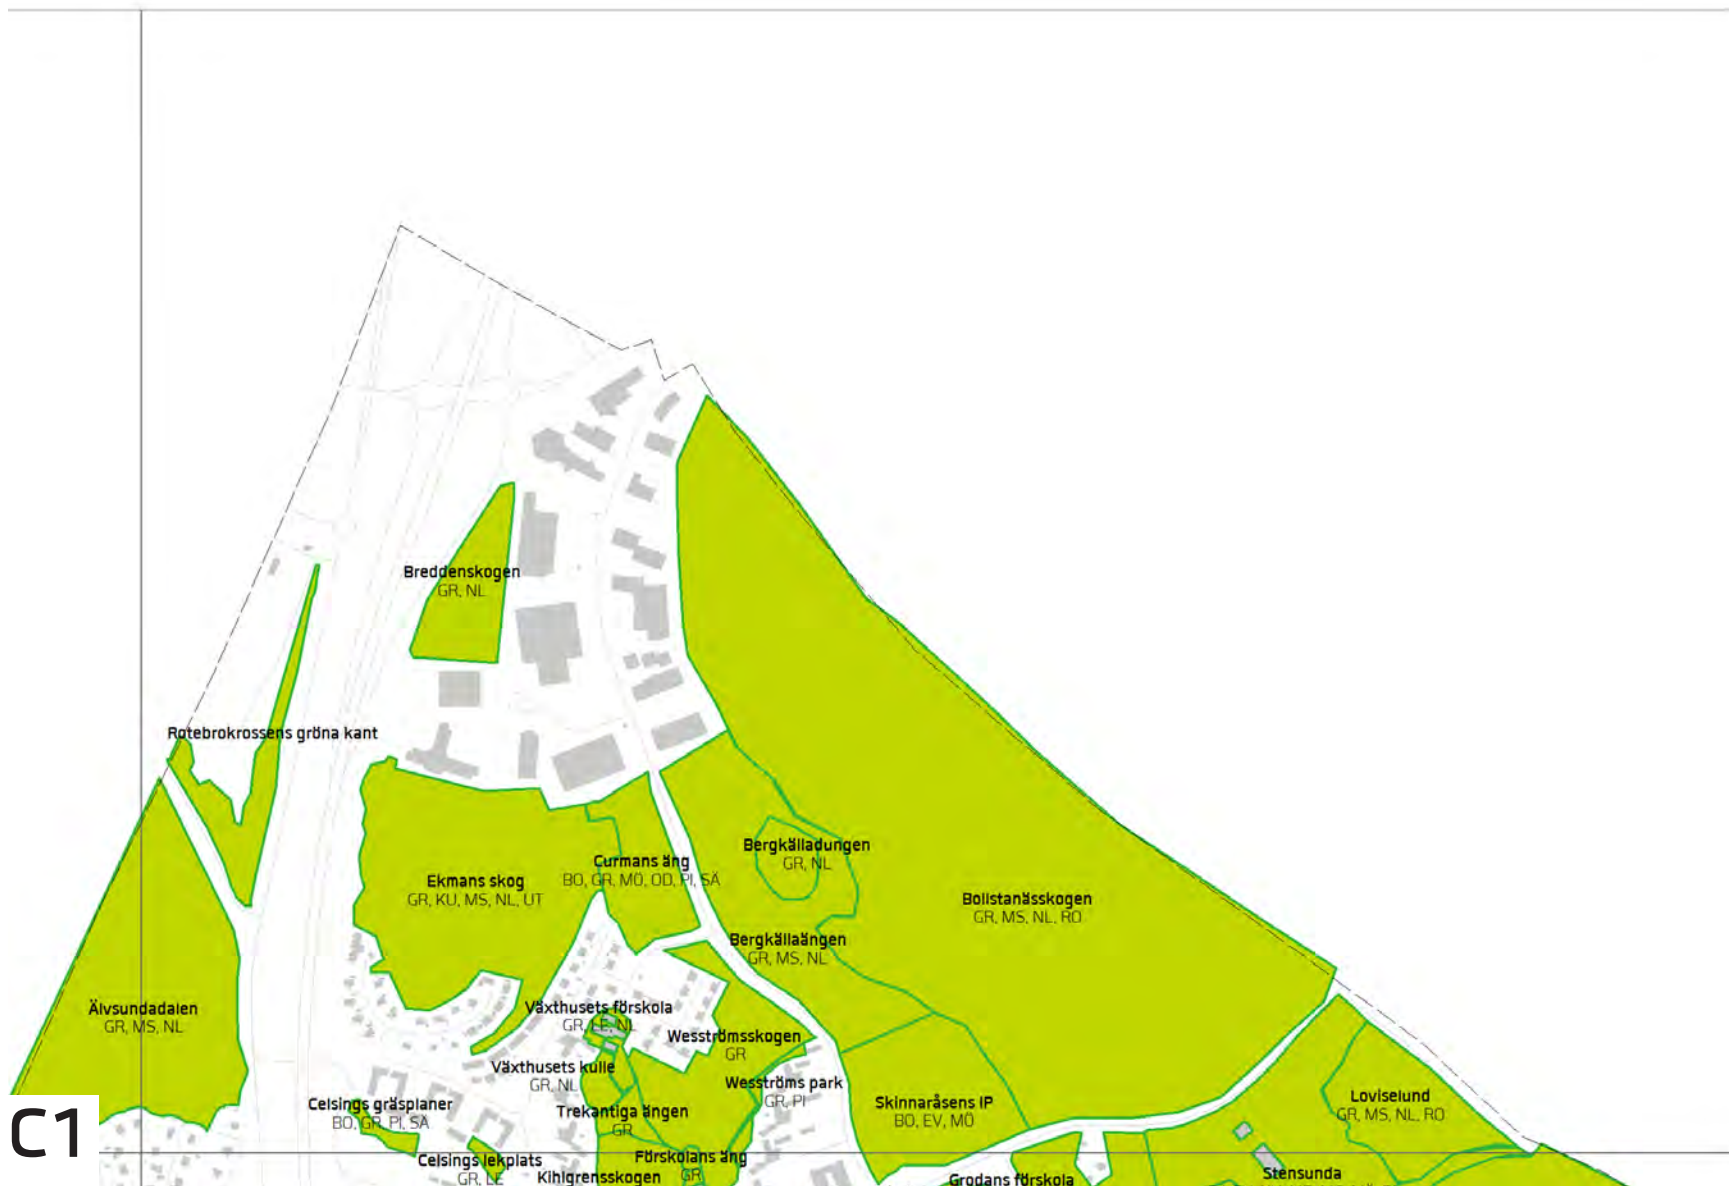 Breddenskogen
GR, NL
Rotebrokrossens gröna kant
Bergkälladungen
GR, NL
Curmans äng
BO, GR, MÖ, OD, PI, SÄ
Ekmans skog
GR, KU, MS, NL, UT
Bollstanässkogen
GR, MS, NL, RO
Bergkällaängen
GR, MS, NL
Älvsundadalen
GR, MS, NL
Växthusets förskola
GR, LE, NL
Wesströmsskogen
GR
Växthusets kulle
GR, NL
Wesströms park
GR, PI
Loviselund
GR, MS, NL, RO
Celsings gräsplaner
BO, GR, PI, SÄ
Trekantiga ängen
GR
Skinnaråsens IP
BO, EV, MÖ
C1
Celsings lekplats
GR, LE
Förskolans äng
GR
Kihlgrensskogen
Grodans förskola
Stensunda